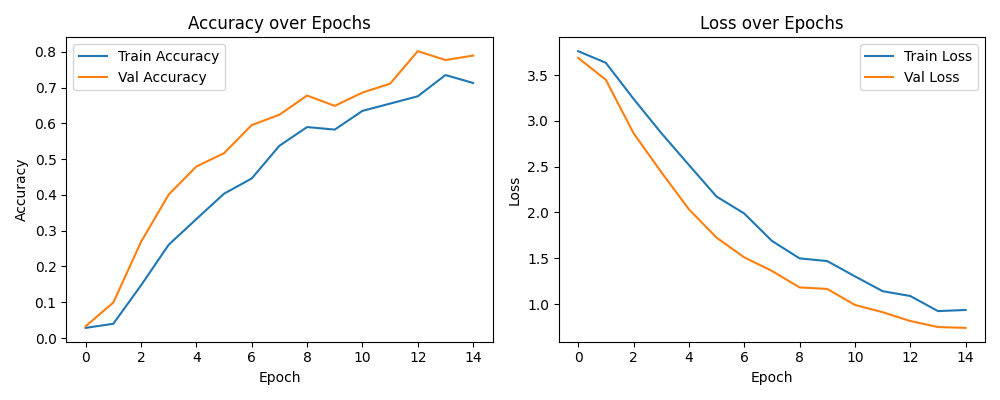 Accuracy over Epochs
Train Accuracy
Val Accuracy
0.8
0.7
0.6
0.5
0.4
0.3
0.2
0.1
0.0
Accuracy
0 2 4 6 8 10 12 14
Epoch
Loss over Epochs
Train Loss
Val Loss
3.5
3.0
2.5
2.0
1.5
1.0
Loss
0 2 4 6 8 10 12 14
Epoch